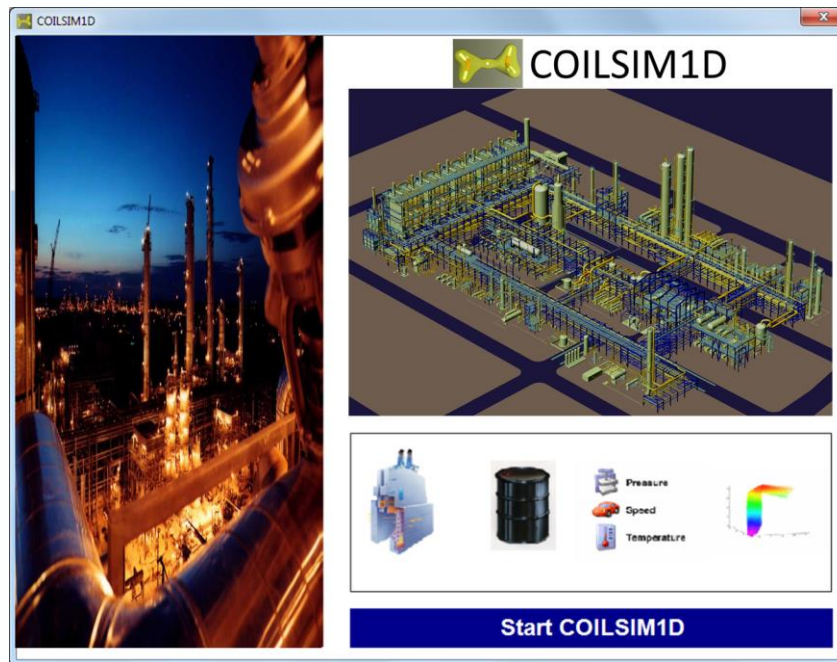 COILSIM1D
COILSIM1D
Pressure
Speed
Temperature
Start COILSIM1D